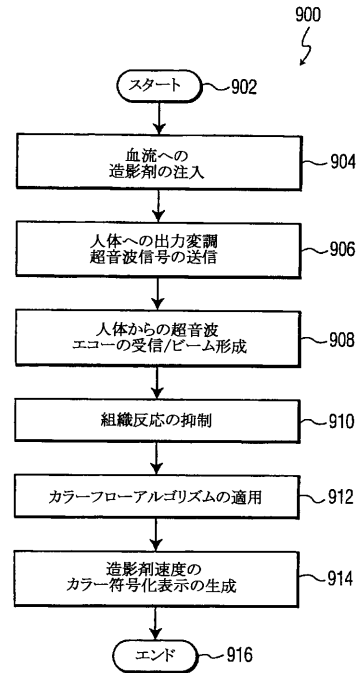 900
スタート
902
血流への
造影剤の注入
904
人体への出力変調
超音波信号の送信
906
人体からの超音波
エコーの受信/ビーム形成
908
組織反応の抑制
910
カラーフローアルゴリズムの適用
912
造影剤速度の
カラー符号化表示の生成
914
エンド
916